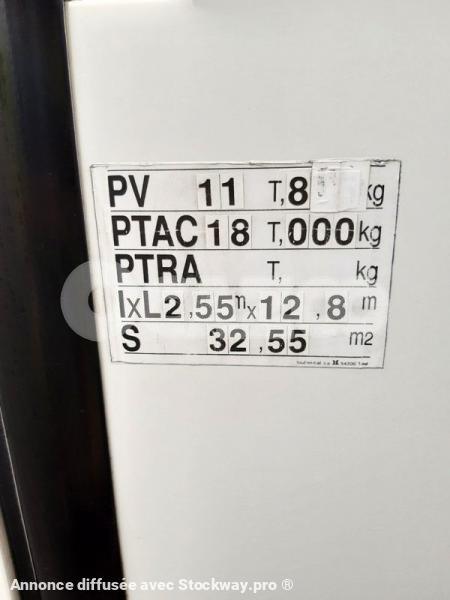 PV 11 T,8 kg
PTAC 18 T,000 kg
PTRA T, kg
lxL 2,55 m x 12,8 m
S 32,55 m2
Annonce diffusée avec Stockway.pro ®